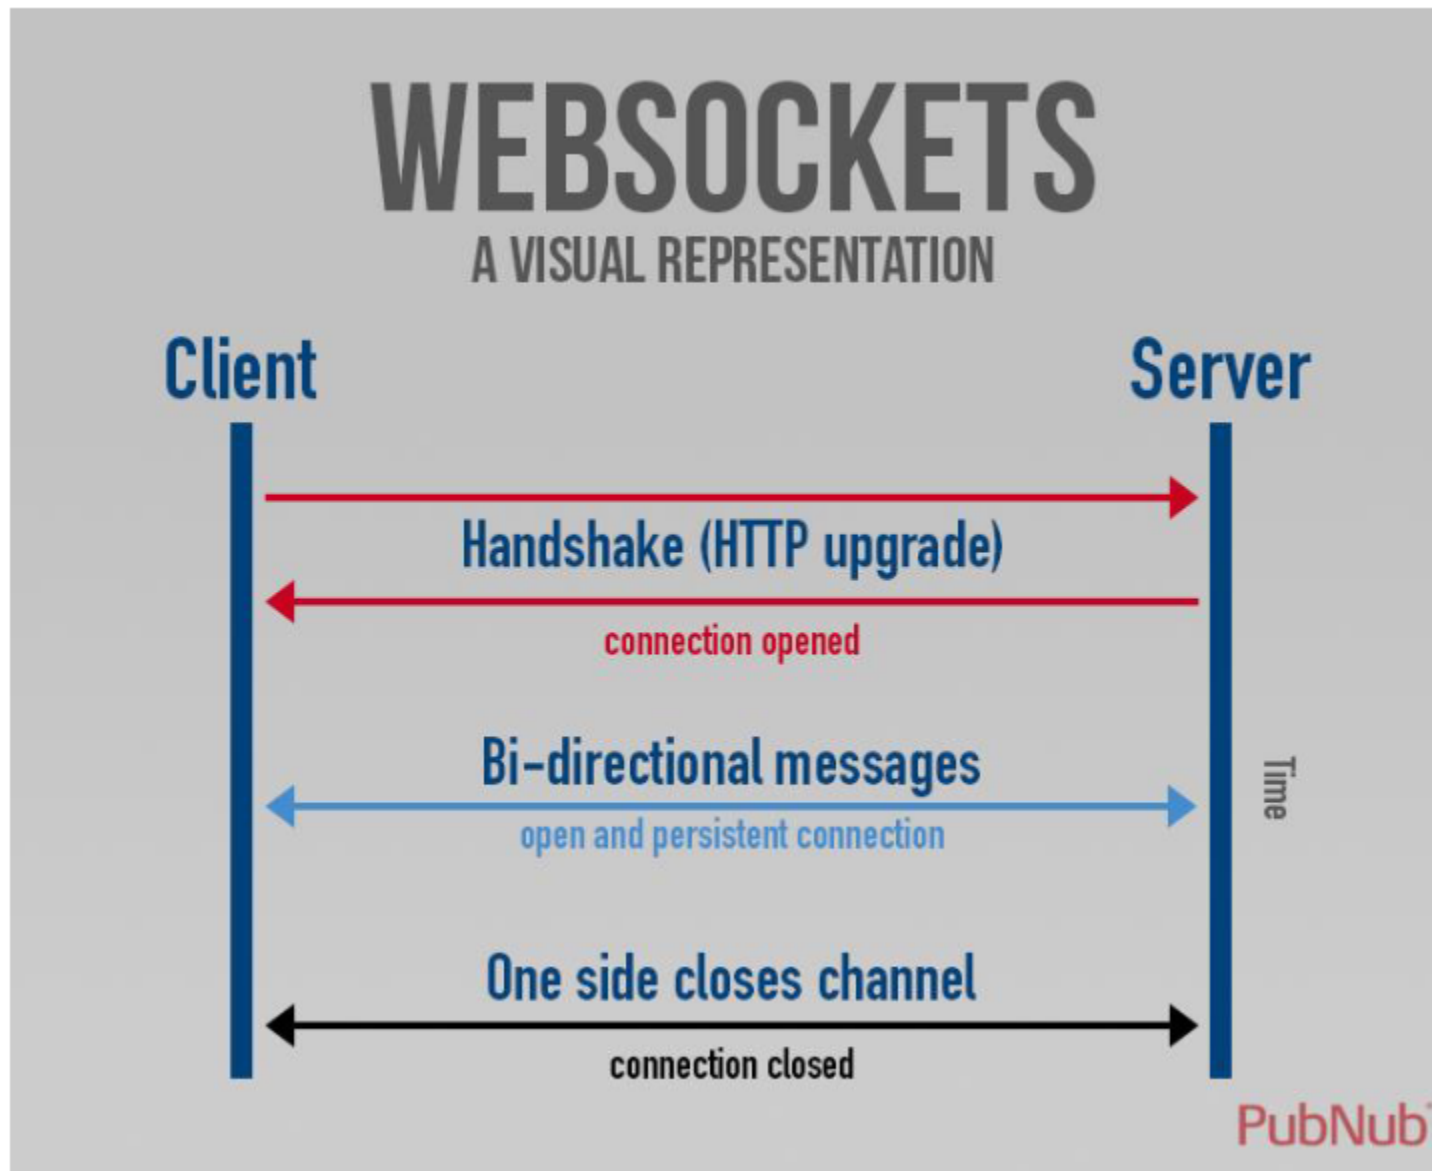 WEBSOCKETS
A VISUAL REPRESENTATION
Client
Server
Handshake (HTTP upgrade)
connection opened
Bi-directional messages
open and persistent connection
Time
One side closes channel
connection closed
PubNub